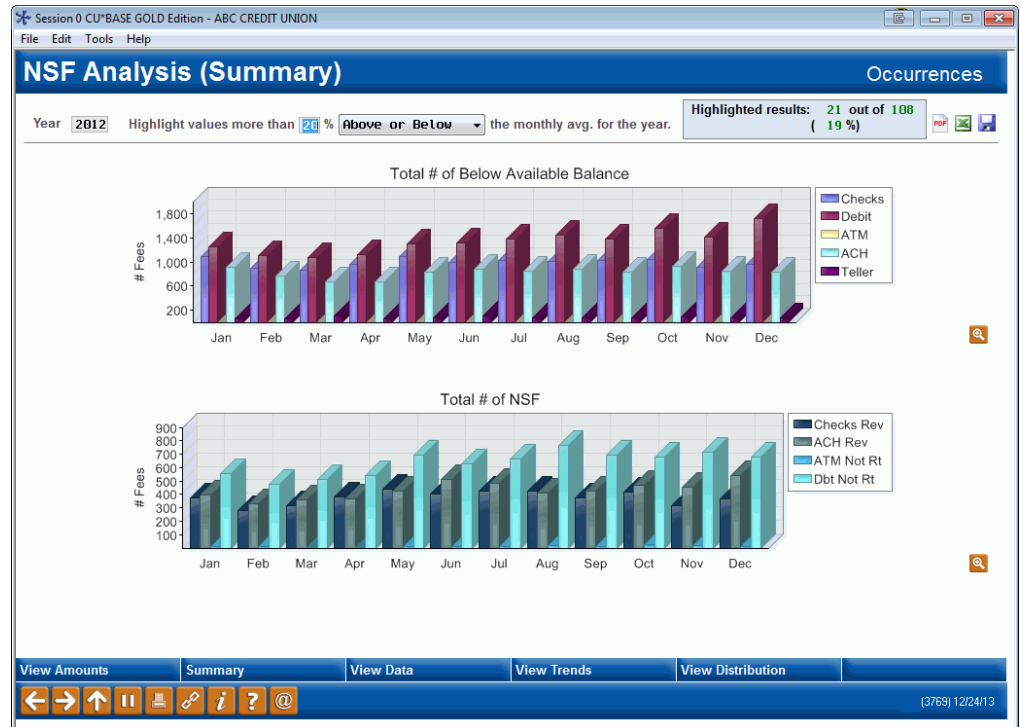 Session 0 CU*BASE GOLD Edition - ABC CREDIT UNION
File Edit Tools Help
NSF Analysis (Summary)
Occurrences
Year 2012 Highlight values more than 20 % Above or Below the monthly avg. for the year.
Highlighted results: 21 out of 108
( 19 %)
PDF
Total # of Below Available Balance
# Fees
1,800
1,400
1,000
600
200
Jan Feb Mar Apr May Jun Jul Aug Sep Oct Nov Dec
Checks
Debit
ATM
ACH
Teller
Total # of NSF
# Fees
900
800
700
600
500
400
300
200
100
Jan Feb Mar Apr May Jun Jul Aug Sep Oct Nov Dec
Checks Rev
ACH Rev
ATM Not Rt
Dbt Not Rt
View Amounts Summary View Data View Trends View Distribution
i ? @
(3769) 12/24/13